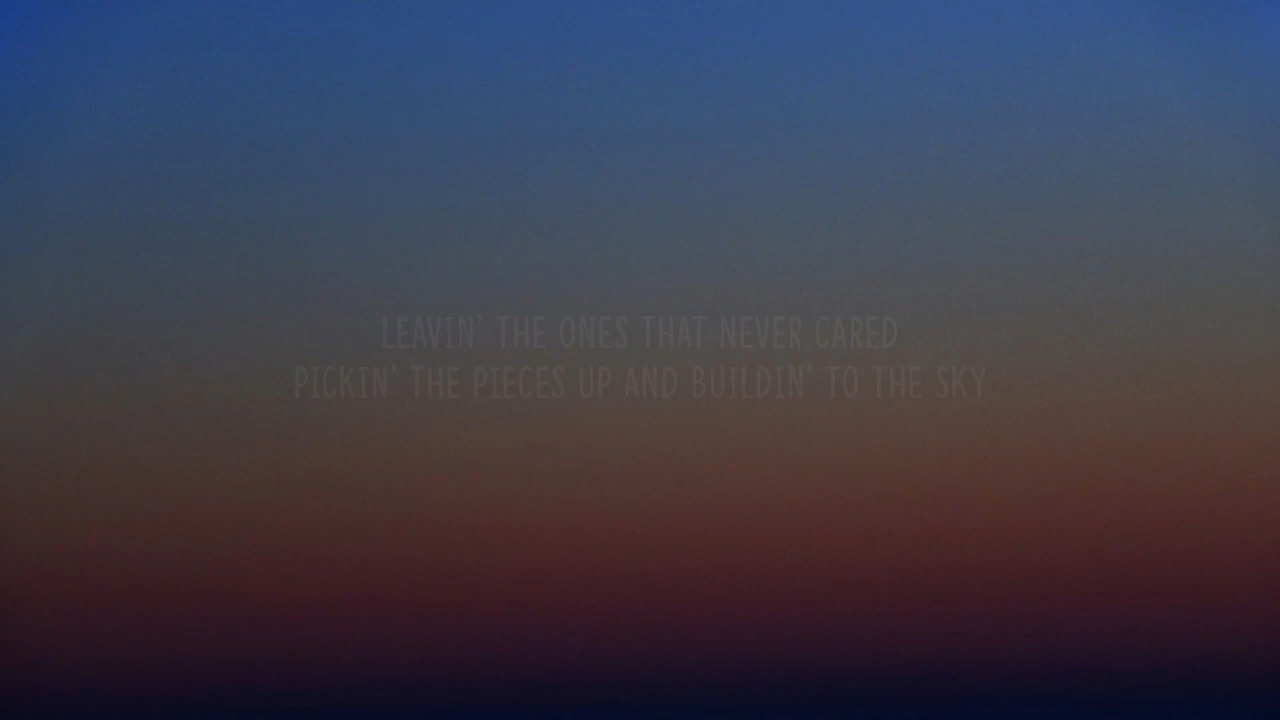 LEAVIN' THE ONES THAT NEVER CARED
PICKIN' THE PIECES UP AND BUILDIN' TO THE SKY